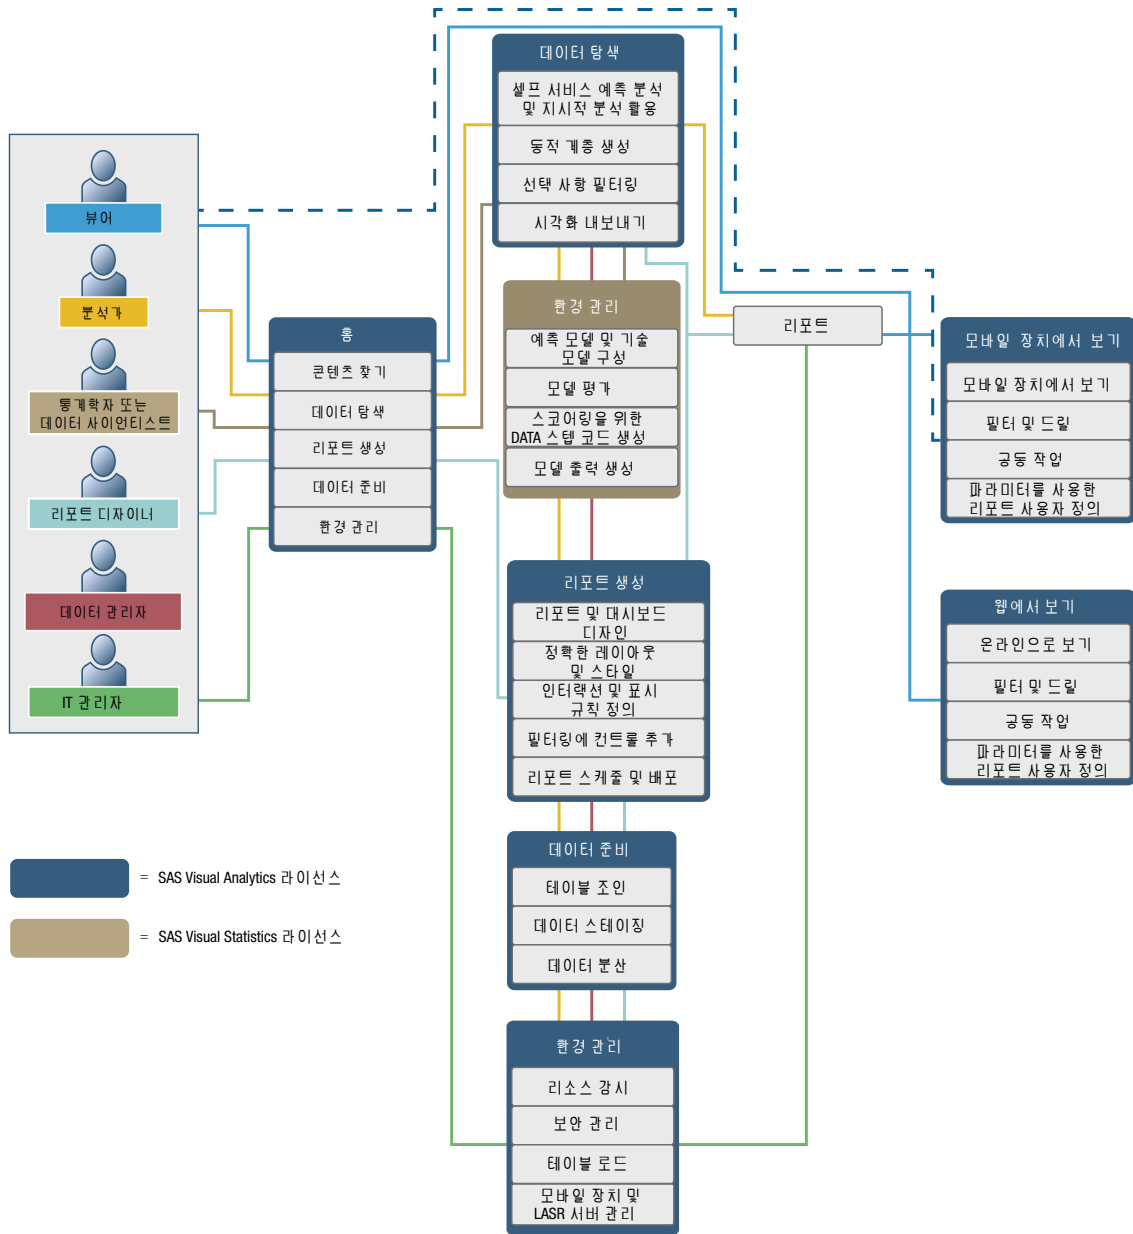 뷰어
분석가
통계학자 또는
데이터 사이언티스트
리포트 디자이너
데이터 관리자
IT 관리자
= SAS Visual Analytics 라이선스
= SAS Visual Statistics 라이선스
홈
콘텐츠 찾기
데이터 탐색
리포트 생성
데이터 준비
환경 관리
데이터 탐색
셀프 서비스 예측 분석
및 지시적 분석 활용
동적 계층 생성
선택 사항 필터링
시각화 내보내기
환경 관리
예측 모델 및 기술
모델 구성
모델 평가
스코어링을 위한
DATA 스텝 코드 생성
모델 출력 생성
리포트 생성
리포트 및 대시보드
디자인
정확한 레이아웃
및 스타일
인터랙션 및 표시
규칙 정의
필터링에 컨트롤 추가
리포트 스케줄 및 배포
데이터 준비
테이블 조인
데이터 스테이징
데이터 분산
환경 관리
리소스 감시
보안 관리
테이블 로드
모바일 장치 및
LASR 서버 관리
리포트
모바일 장치에서 보기
모바일 장치에서 보기
필터 및 드릴
공동 작업
파라미터를 사용한
리포트 사용자 정의
웹에서 보기
온라인으로 보기
필터 및 드릴
공동 작업
파라미터를 사용한
리포트 사용자 정의